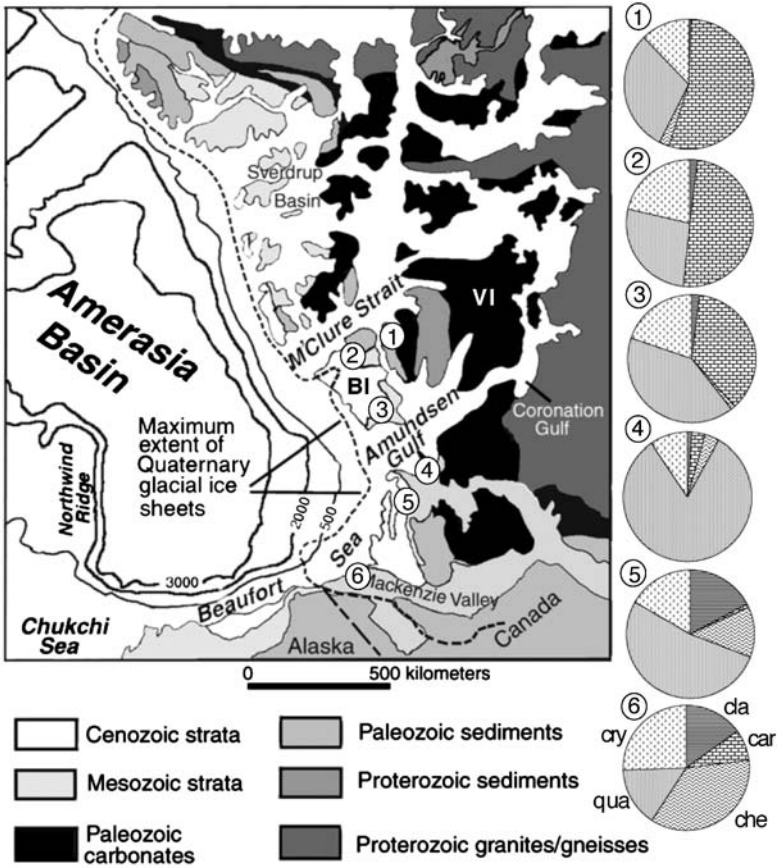 Sverdrup
Basin
Amerasia
Basin
M'Clure Strait
VI
1
2
BI
3
Maximum
extent of
Quaternary
glacial ice
sheets
Amundsen
Gulf
Coronation
Gulf
4
5
Northwind
Ridge
2000
500
3000
Sea
Beaufort
6
Mackenzie Valley
Chukchi
Sea
Alaska
Canada
0 500 kilometers
1
2
3
4
5
6
cla
cry
car
qua
che
Cenozoic strata
Paleozoic sediments
Mesozoic strata
Proterozoic sediments
Paleozoic
carbonates
Proterozoic granites/gneisses